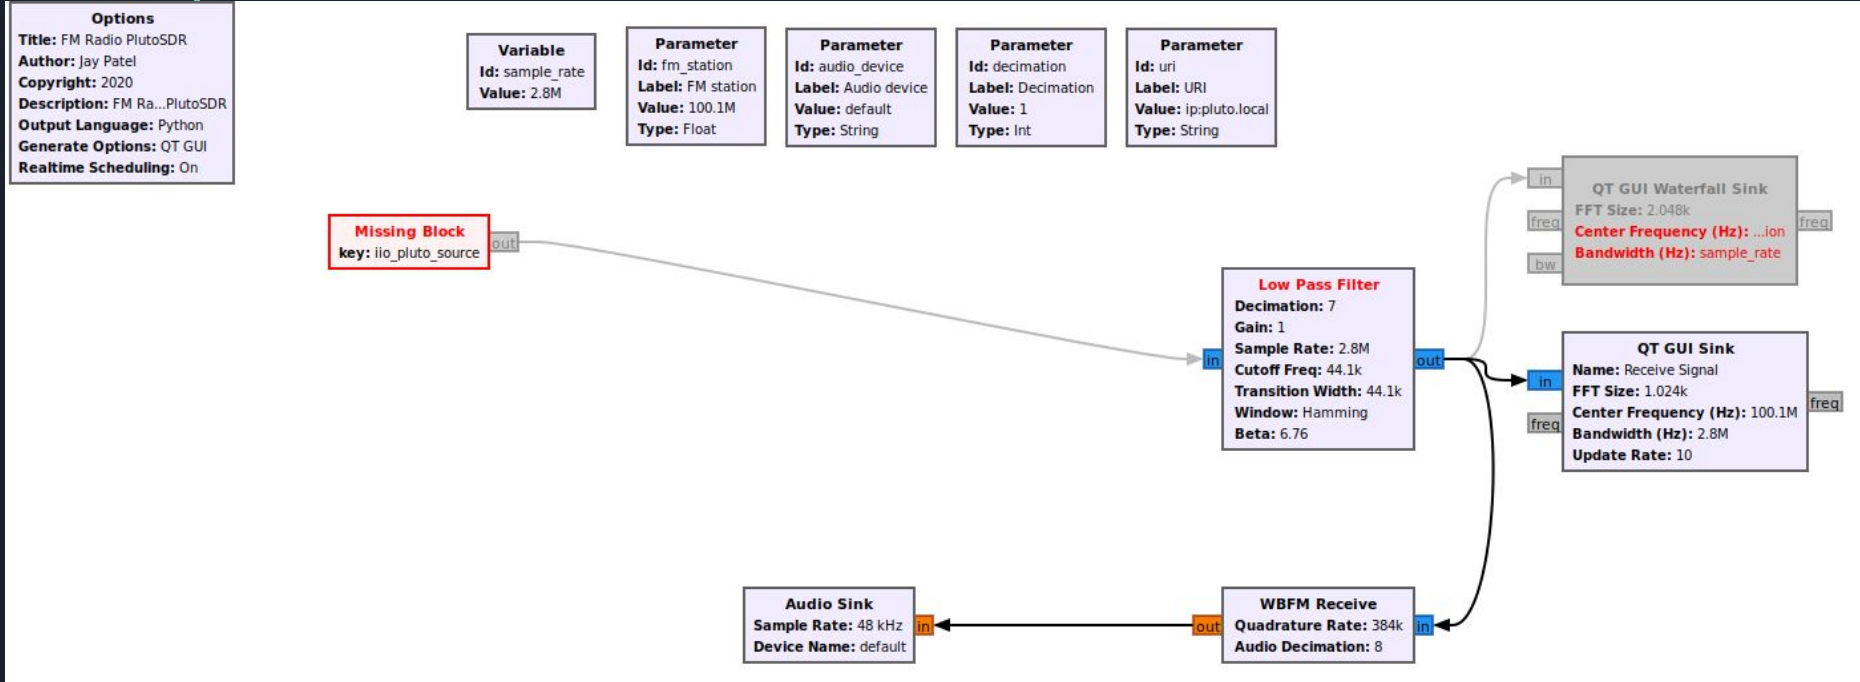 Options
Title: FM Radio PlutoSDR
Author: Jay Patel
Copyright: 2020
Description: FM Ra...PlutoSDR
Output Language: Python
Generate Options: QT GUI
Realtime Scheduling: On
Variable
Id: sample_rate
Value: 2.8M
Parameter
Id: fm_station
Label: FM station
Value: 100.1M
Type: Float
Parameter
Id: audio_device
Label: Audio device
Value: default
Type: String
Parameter
Id: decimation
Label: Decimation
Value: 1
Type: Int
Parameter
Id: uri
Label: URI
Value: ip:pluto.local
Type: String
Missing Block
key: iio_pluto_source
out
in
Low Pass Filter
Decimation: 7
Gain: 1
Sample Rate: 2.8M
Cutoff Freq: 44.1k
Transition Width: 44.1k
Window: Hamming
Beta: 6.76
out
in
freq
bw
QT GUI Waterfall Sink
FFT Size: 2.048k
Center Frequency (Hz): ...ion
Bandwidth (Hz): sample_rate
freq
in
freq
QT GUI Sink
Name: Receive Signal
FFT Size: 1.024k
Center Frequency (Hz): 100.1M
Bandwidth (Hz): 2.8M
Update Rate: 10
freq
Audio Sink
Sample Rate: 48 kHz
Device Name: default
in
out
WBFM Receive
Quadrature Rate: 384k
Audio Decimation: 8
in